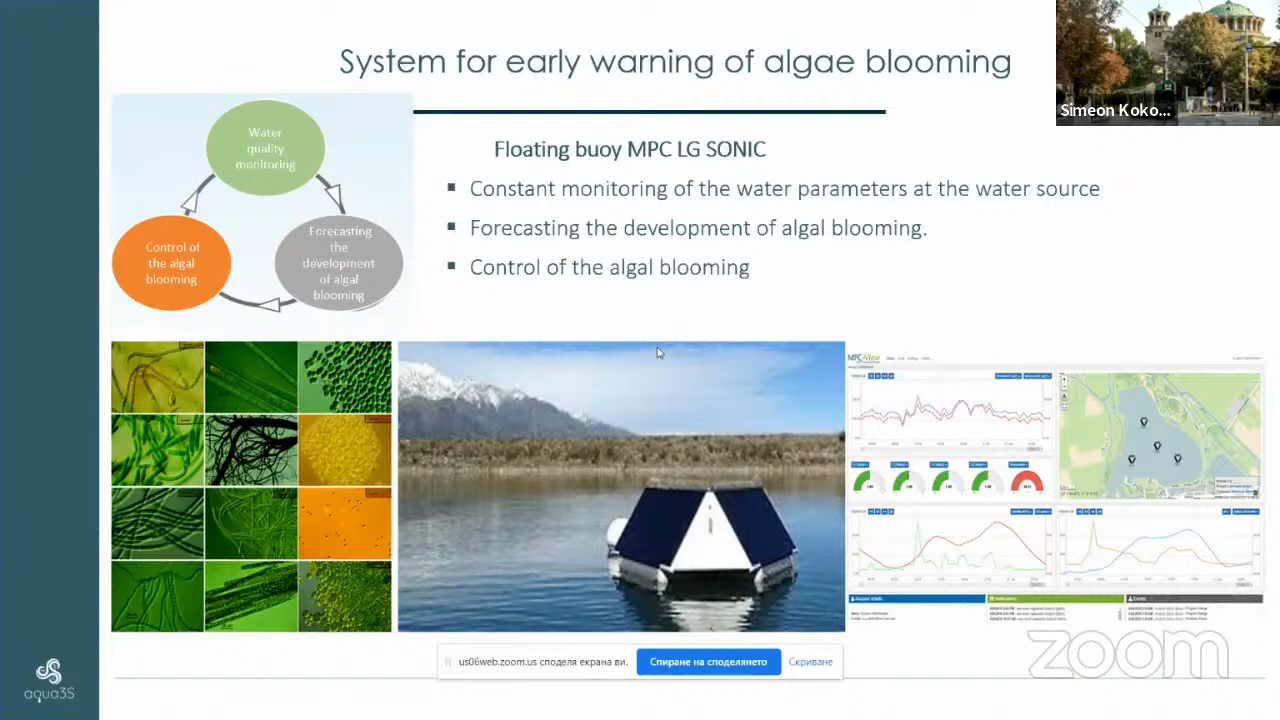 System for early warning of algae blooming
Simeon Koko...
Water
quality
monitoring
Control of
the algal
blooming
Forecasting
the
development
of algal
blooming
Floating buoy MPC LG SONIC
Constant monitoring of the water parameters at the water source
Forecasting the development of algal blooming.
Control of the algal blooming
MPC-View
us06web.zoom.us споделя екрана ви.
Спиране на споделянето
Скриване
zoom
aqua3S